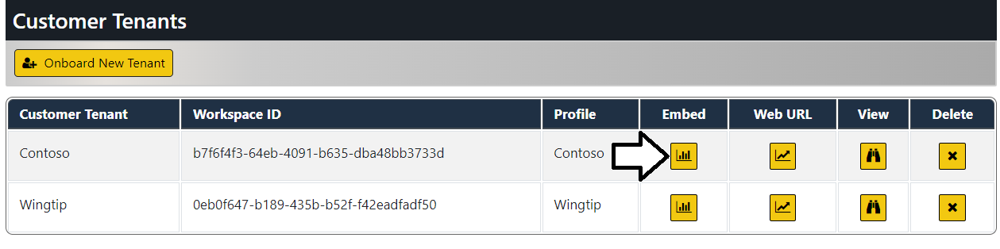 Customer Tenants
Onboard New Tenant
Customer Tenant Workspace ID Profile Embed Web URL View Delete
Contoso b7f6f4f3-64eb-4091-b635-dba48bb3733d Contoso
Wingtip 0eb0f647-b189-435b-b52f-f42eadfadf50 Wingtip